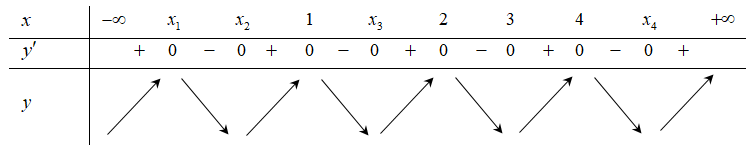 x −∞ x₁ x₂ 1 x₃ 2 3 4 x₄ +∞
y′ + 0 − 0 + 0 − 0 + 0 − 0 + 0 − 0 +
y